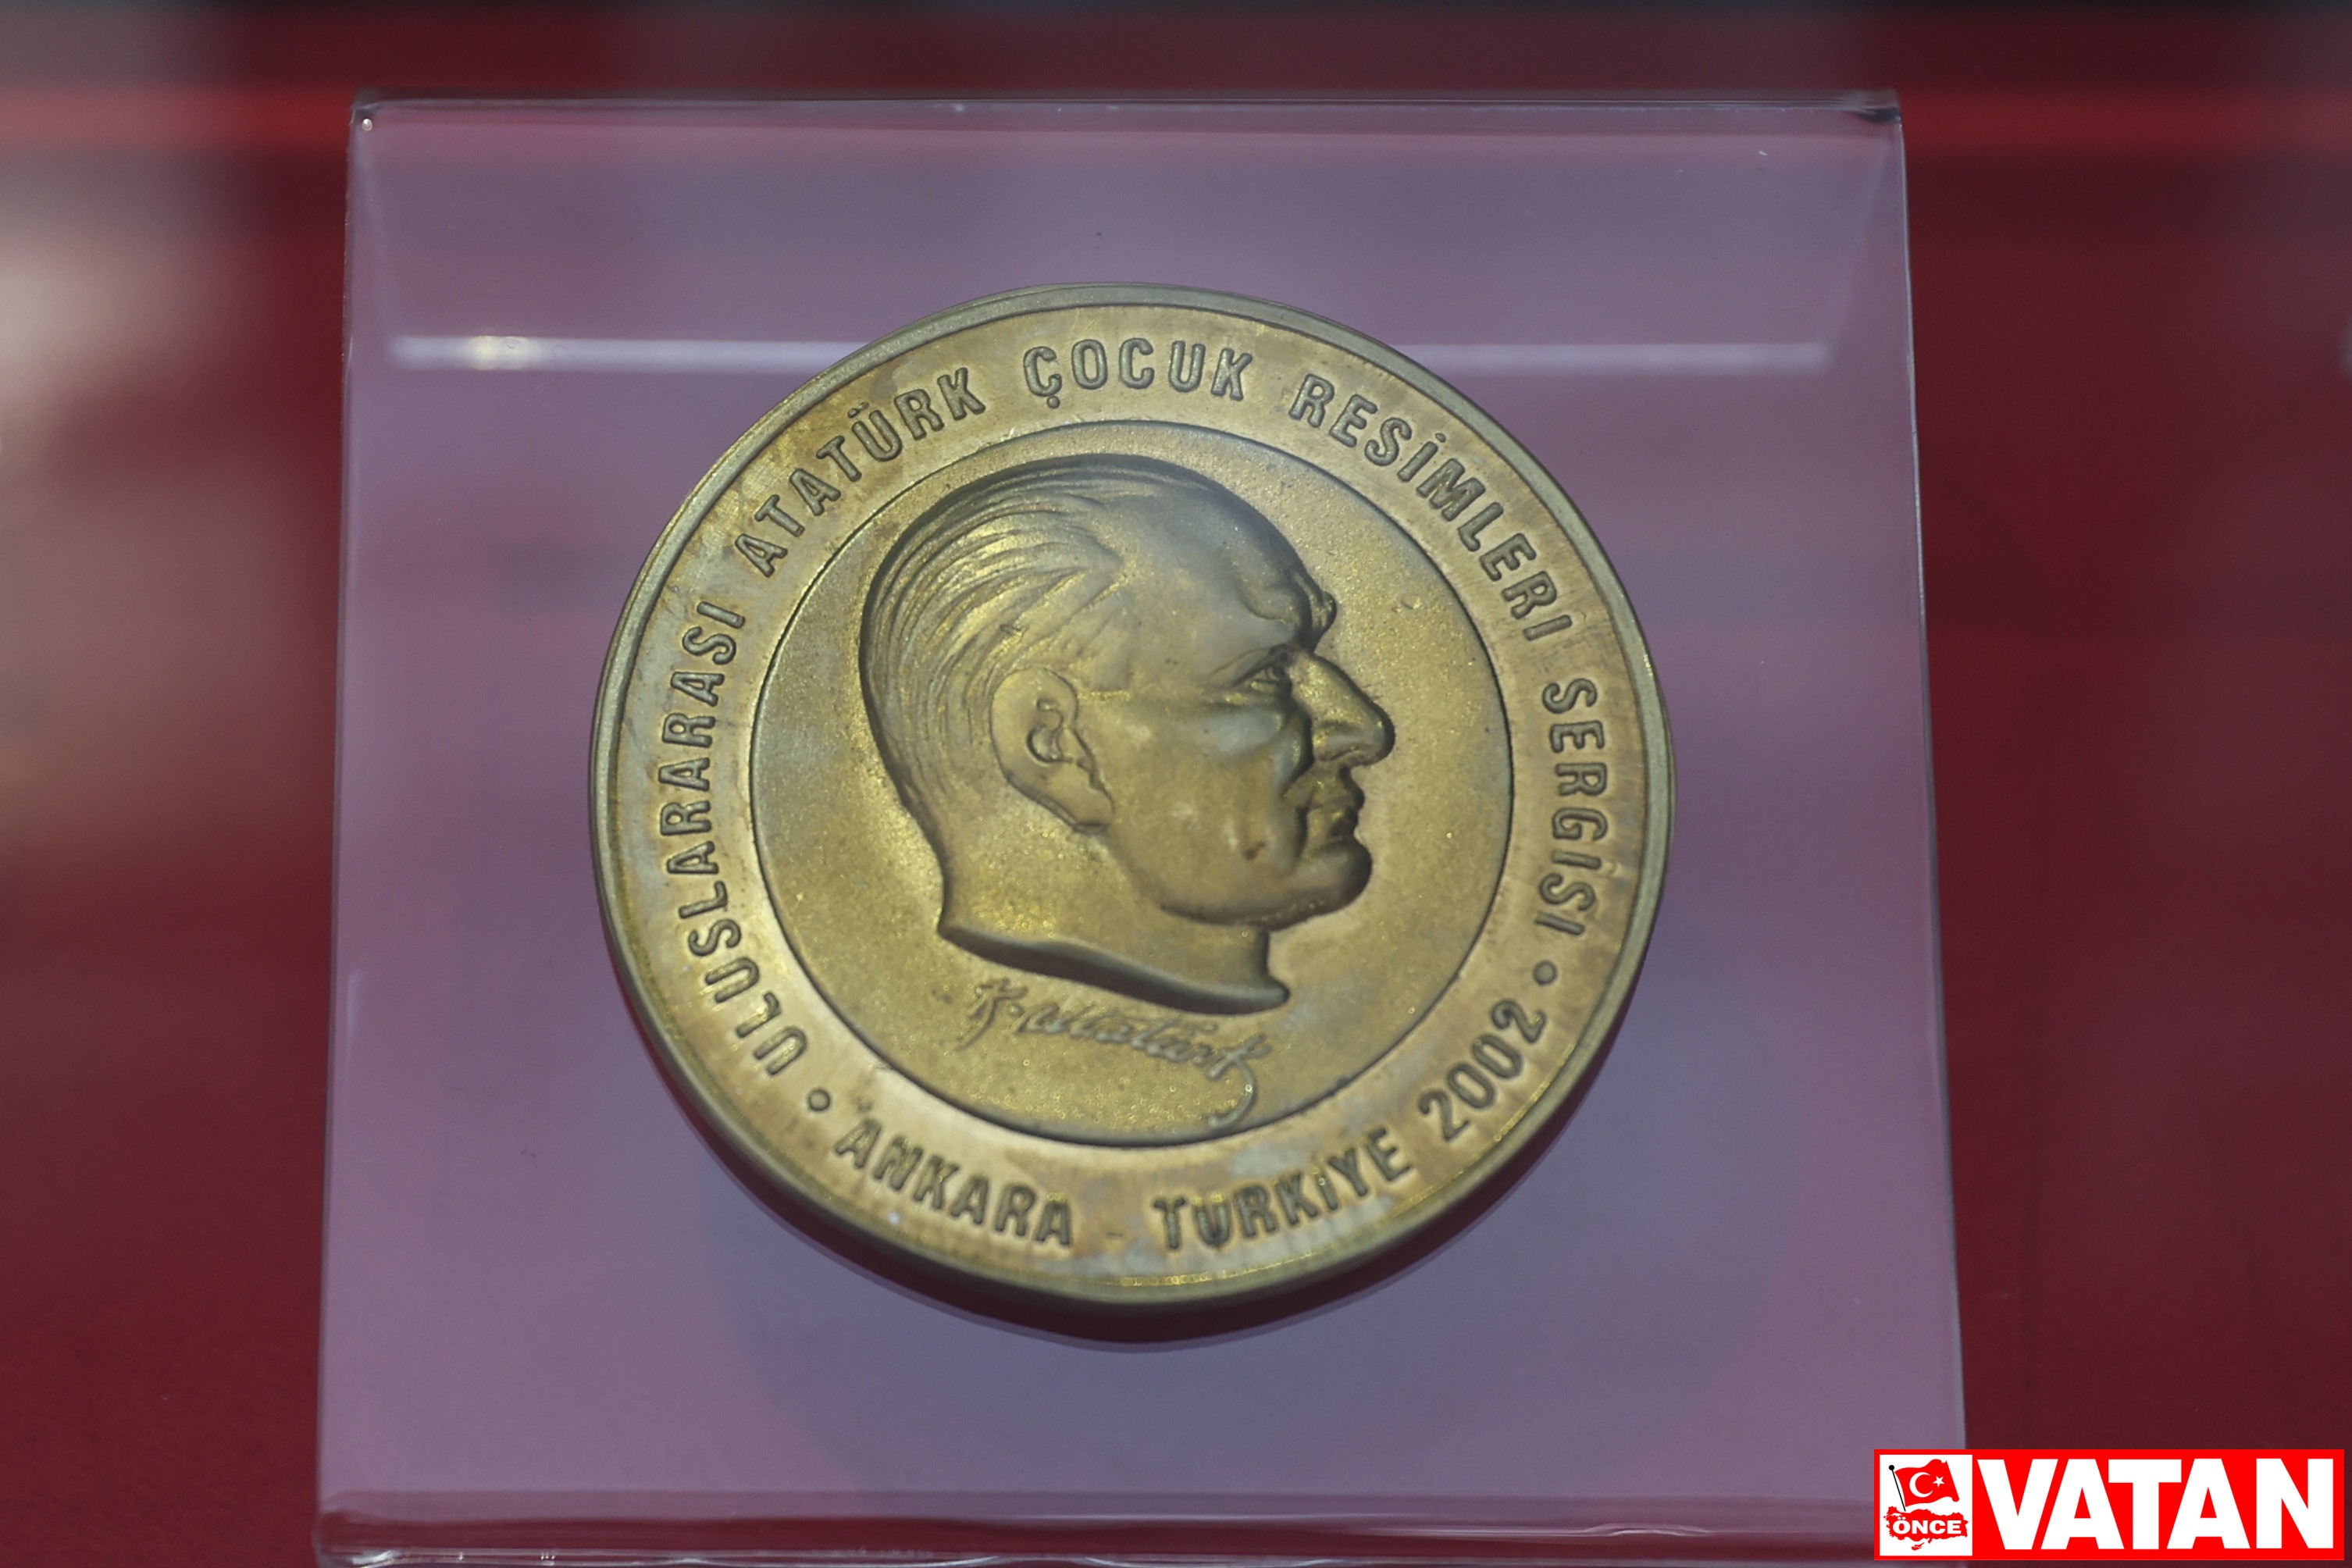 ULUSLARARASI ATATÜRK ÇOCUK RESİMLERİ SERGİSİ
ANKARA - TÜRKİYE 2002
K. Atatürk
ÖNCE
VATAN